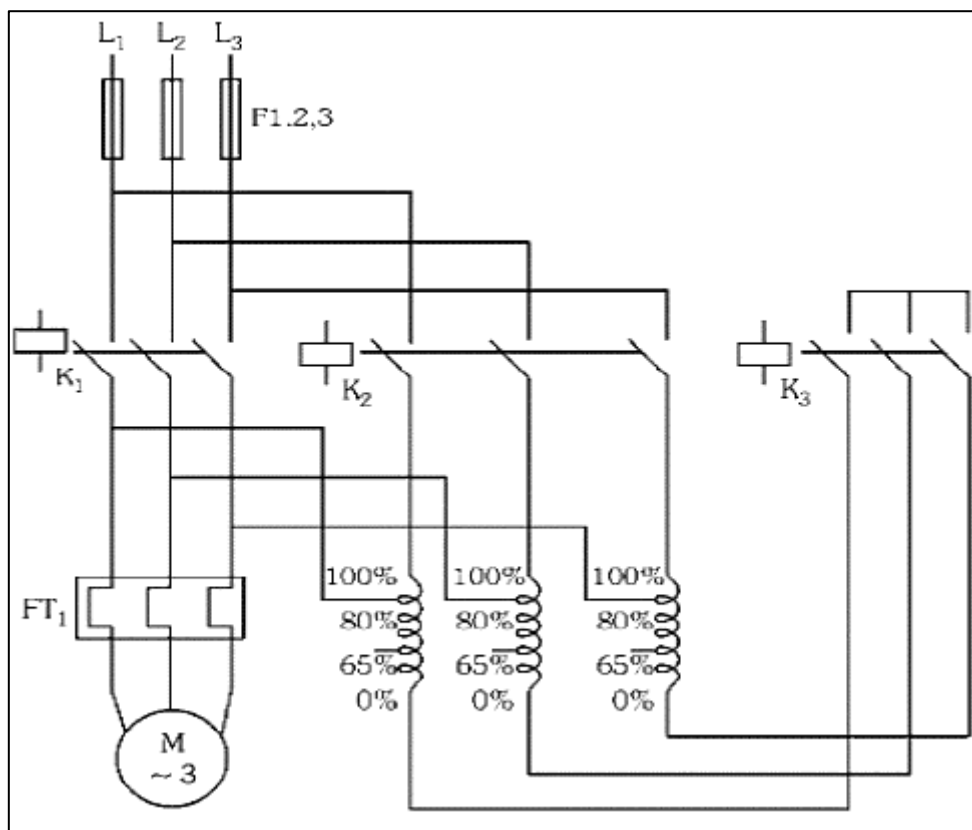 L₁ L₂ L₃
F1.2,3
K₁
K₂
K₃
100% 100% 100%
80% 80% 80%
65% 65% 65%
0% 0% 0%
FT₁
M
~ 3